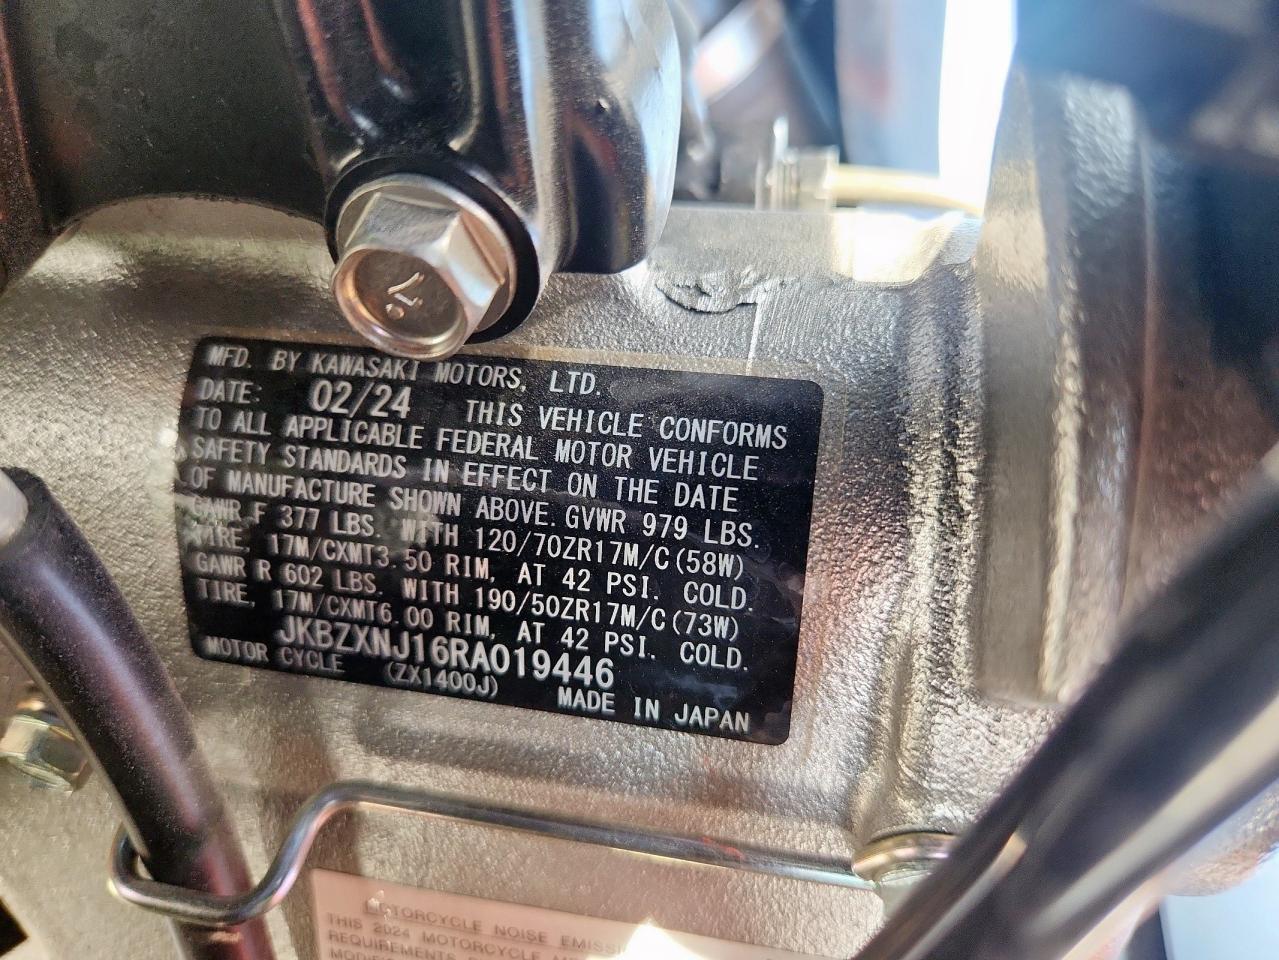 7.
MFD. BY KAWASAKI MOTORS, LTD.
DATE: 02/24 THIS VEHICLE CONFORMS
TO ALL APPLICABLE FEDERAL MOTOR VEHICLE
SAFETY STANDARDS IN EFFECT ON THE DATE
OF MANUFACTURE SHOWN ABOVE. GVWR 979 LBS.
GAWR F 377 LBS. WITH 120/70ZR17M/C(58W)
TIRE, 17M/CXMT3.50 RIM, AT 42 PSI. COLD.
GAWR R 602 LBS. WITH 190/50ZR17M/C(73W)
TIRE, 17M/CXMT6.00 RIM, AT 42 PSI. COLD.
JKBZXNJ16RA019446
MOTOR CYCLE (ZX1400J) MADE IN JAPAN
MOTORCYCLE NOISE
THIS 2024 MOTORCYCLE
REQUIREMENTS